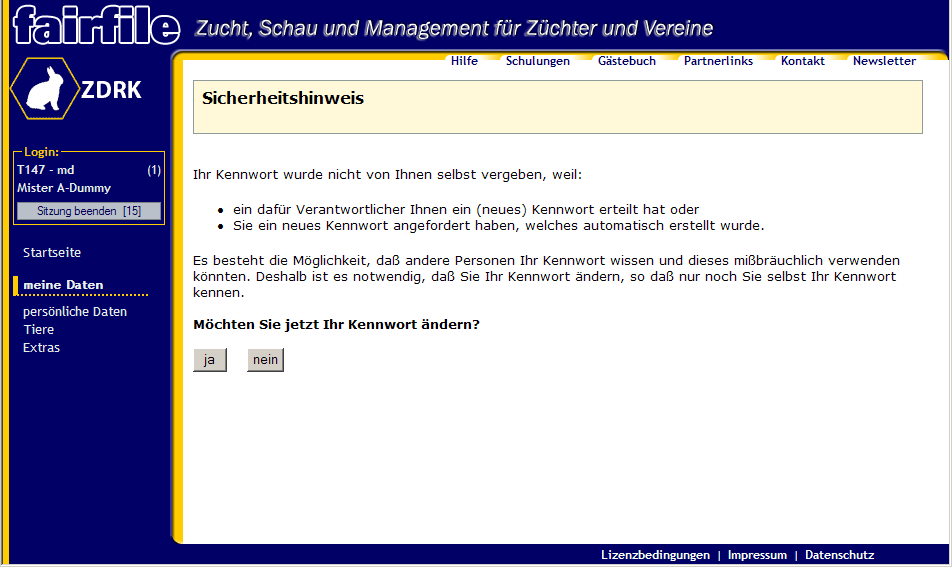 fairfile Zucht, Schau und Management für Züchter und Vereine
Hilfe Schulungen Gästebuch Partnerlinks Kontakt Newsletter
ZDRK
Login:
T147 - md (1)
Mister A-Dummy
Sitzung beenden [15]
Startseite
meine Daten
persönliche Daten
Tiere
Extras
Sicherheitshinweis
Ihr Kennwort wurde nicht von Ihnen selbst vergeben, weil:
• ein dafür Verantwortlicher Ihnen ein (neues) Kennwort erteilt hat oder
• Sie ein neues Kennwort angefordert haben, welches automatisch erstellt wurde.
Es besteht die Möglichkeit, daß andere Personen Ihr Kennwort wissen und dieses mißbräuchlich verwenden
könnten. Deshalb ist es notwendig, daß Sie Ihr Kennwort ändern, so daß nur noch Sie selbst Ihr Kennwort
kennen.
Möchten Sie jetzt Ihr Kennwort ändern?
ja nein
Lizenzbedingungen | Impressum | Datenschutz